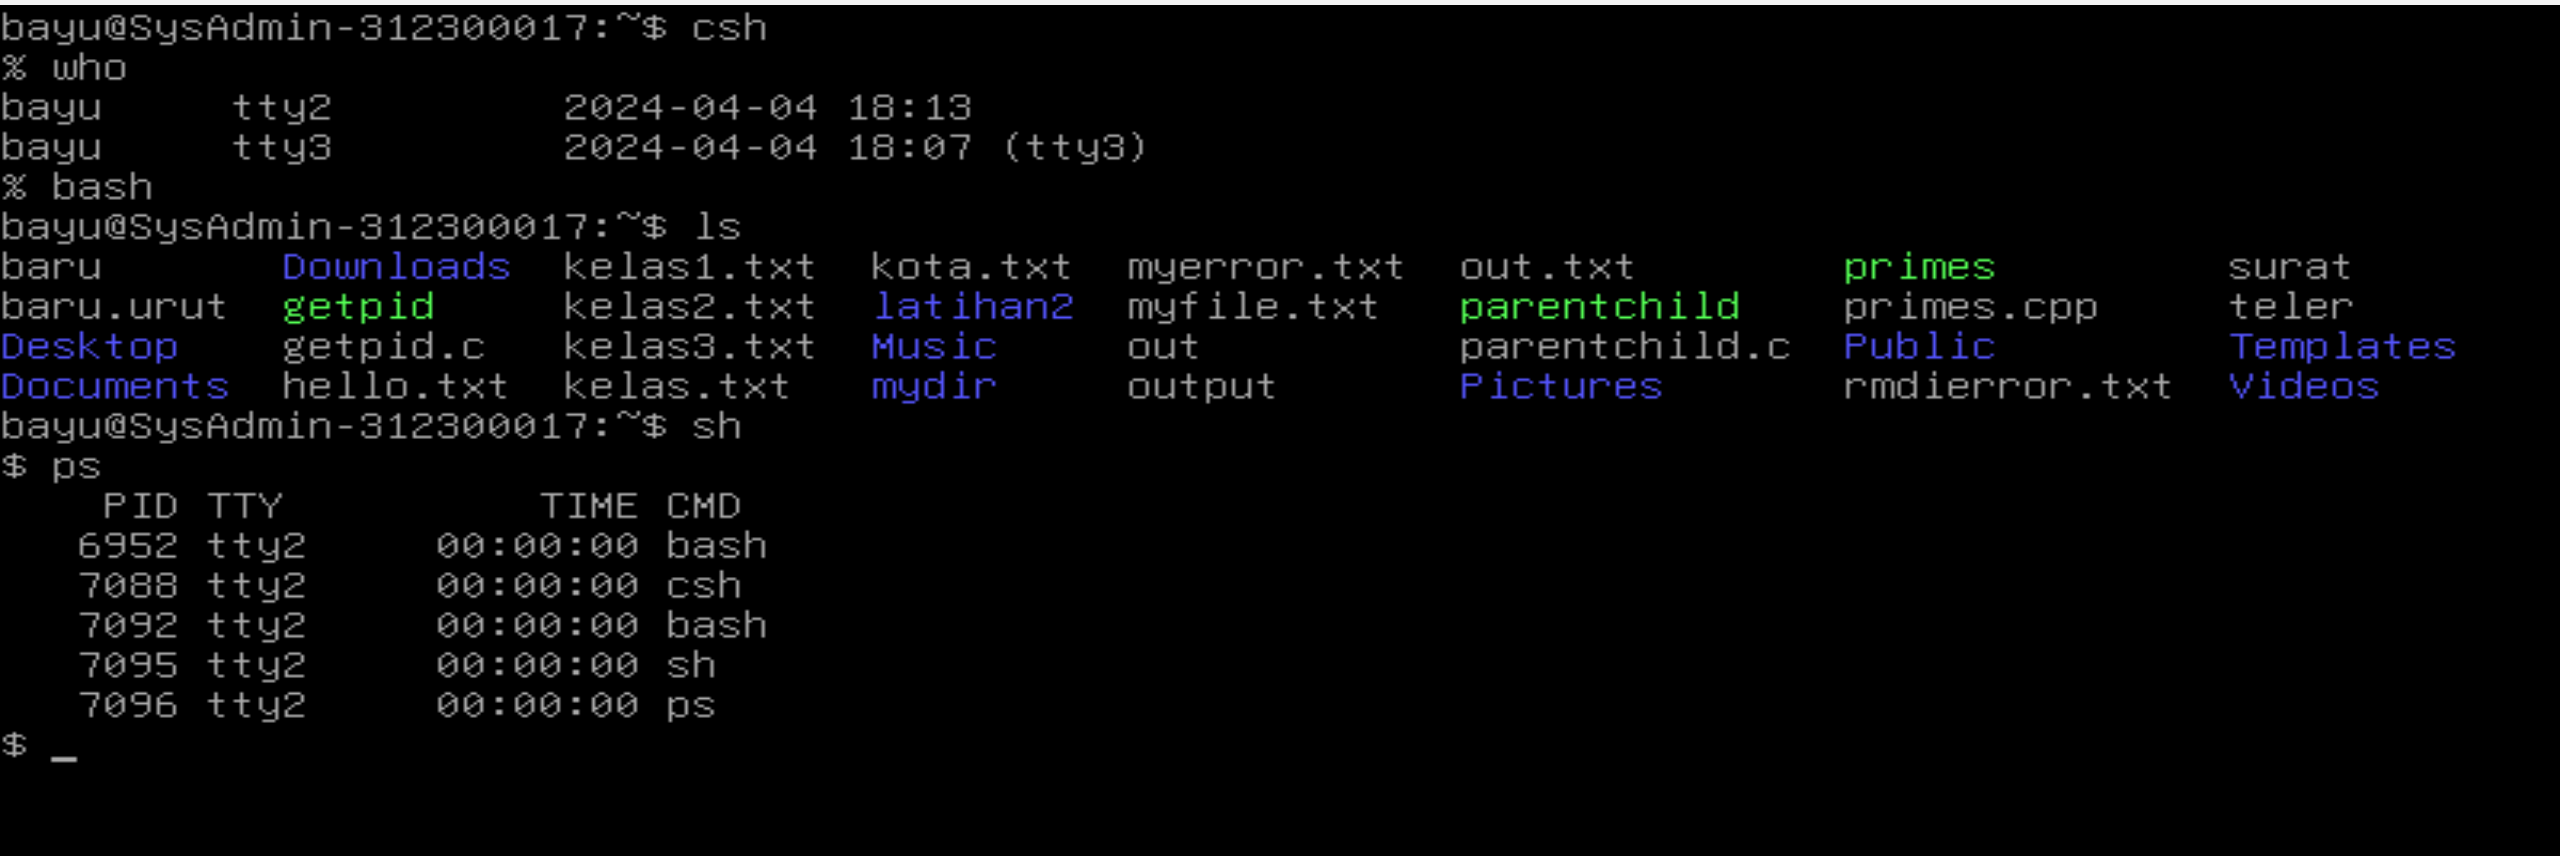 bayu@SysAdmin-312300017:~$ csh
% who
bayu     tty2         2024-04-04 18:13
bayu     tty3         2024-04-04 18:07 (tty3)
% bash
bayu@SysAdmin-312300017:~$ ls
baru       Downloads  kelas1.txt  kota.txt  myerror.txt  out.txt        primes         surat
baru.urut  getpid     kelas2.txt  latihan2  myfile.txt   parentchild    primes.cpp     teler
Desktop    getpid.c   kelas3.txt  Music     out          parentchild.c  Public         Templates
Documents  hello.txt  kelas.txt   mydir     output       Pictures       rmdierror.txt  Videos
bayu@SysAdmin-312300017:~$ sh
$ ps
    PID TTY          TIME CMD
   6952 tty2     00:00:00 bash
   7088 tty2     00:00:00 csh
   7092 tty2     00:00:00 bash
   7095 tty2     00:00:00 sh
   7096 tty2     00:00:00 ps
$ _